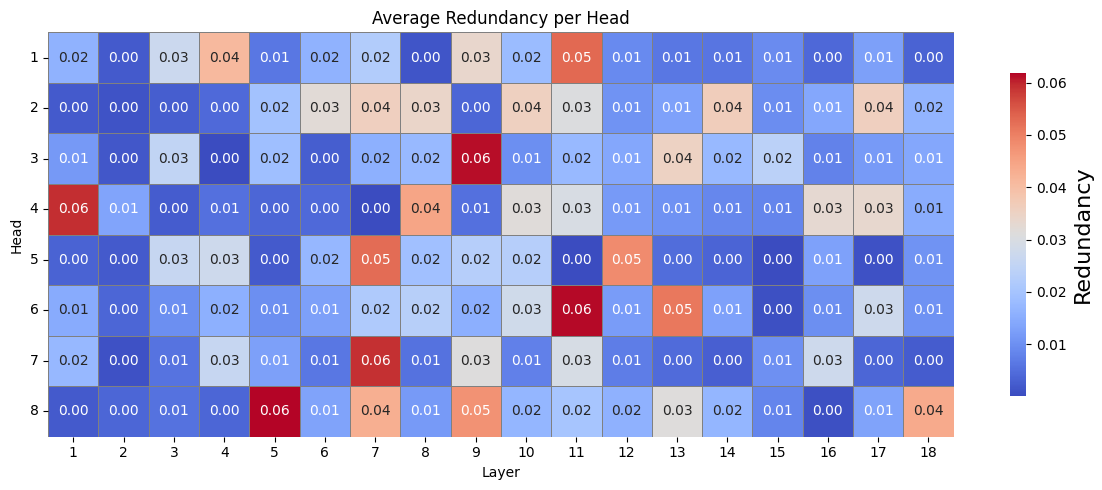 Average Redundancy per Head
1 0.02 0.00 0.03 0.04 0.01 0.02 0.02 0.00 0.03 0.02 0.05 0.01 0.01 0.01 0.01 0.00 0.01 0.00
2 0.00 0.00 0.00 0.00 0.02 0.03 0.04 0.03 0.00 0.04 0.03 0.01 0.01 0.04 0.01 0.01 0.04 0.02
3 0.01 0.00 0.03 0.00 0.02 0.00 0.02 0.02 0.06 0.01 0.02 0.01 0.04 0.02 0.02 0.01 0.01 0.01
4 0.06 0.01 0.00 0.01 0.00 0.00 0.00 0.04 0.01 0.03 0.03 0.01 0.01 0.01 0.01 0.03 0.03 0.01
5 0.00 0.00 0.03 0.03 0.00 0.02 0.05 0.02 0.02 0.02 0.00 0.05 0.00 0.00 0.00 0.01 0.00 0.01
6 0.01 0.00 0.01 0.02 0.01 0.01 0.02 0.02 0.02 0.03 0.06 0.01 0.05 0.01 0.00 0.01 0.03 0.01
7 0.02 0.00 0.01 0.03 0.01 0.01 0.06 0.01 0.03 0.01 0.03 0.01 0.00 0.00 0.01 0.03 0.00 0.00
8 0.00 0.00 0.01 0.00 0.06 0.01 0.04 0.01 0.05 0.02 0.02 0.02 0.03 0.02 0.01 0.00 0.01 0.04
1 2 3 4 5 6 7 8 9 10 11 12 13 14 15 16 17 18
Layer
Head
0.06
0.05
0.04
0.03
0.02
0.01
Redundancy